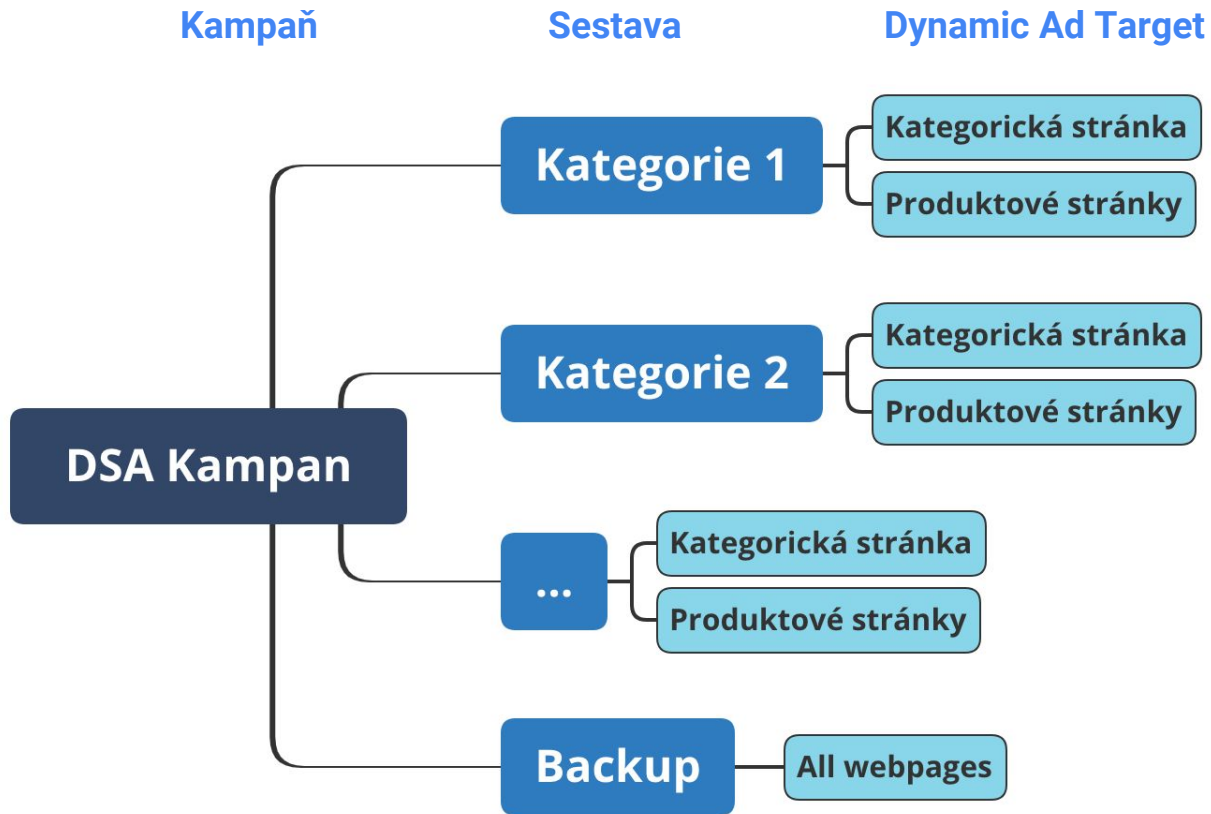 Kampaň Sestava Dynamic Ad Target
Kategorie 1
Kategorická stránka
Produktové stránky
Kategorie 2
Kategorická stránka
Produktové stránky
DSA Kampan
...
Kategorická stránka
Produktové stránky
Backup
All webpages